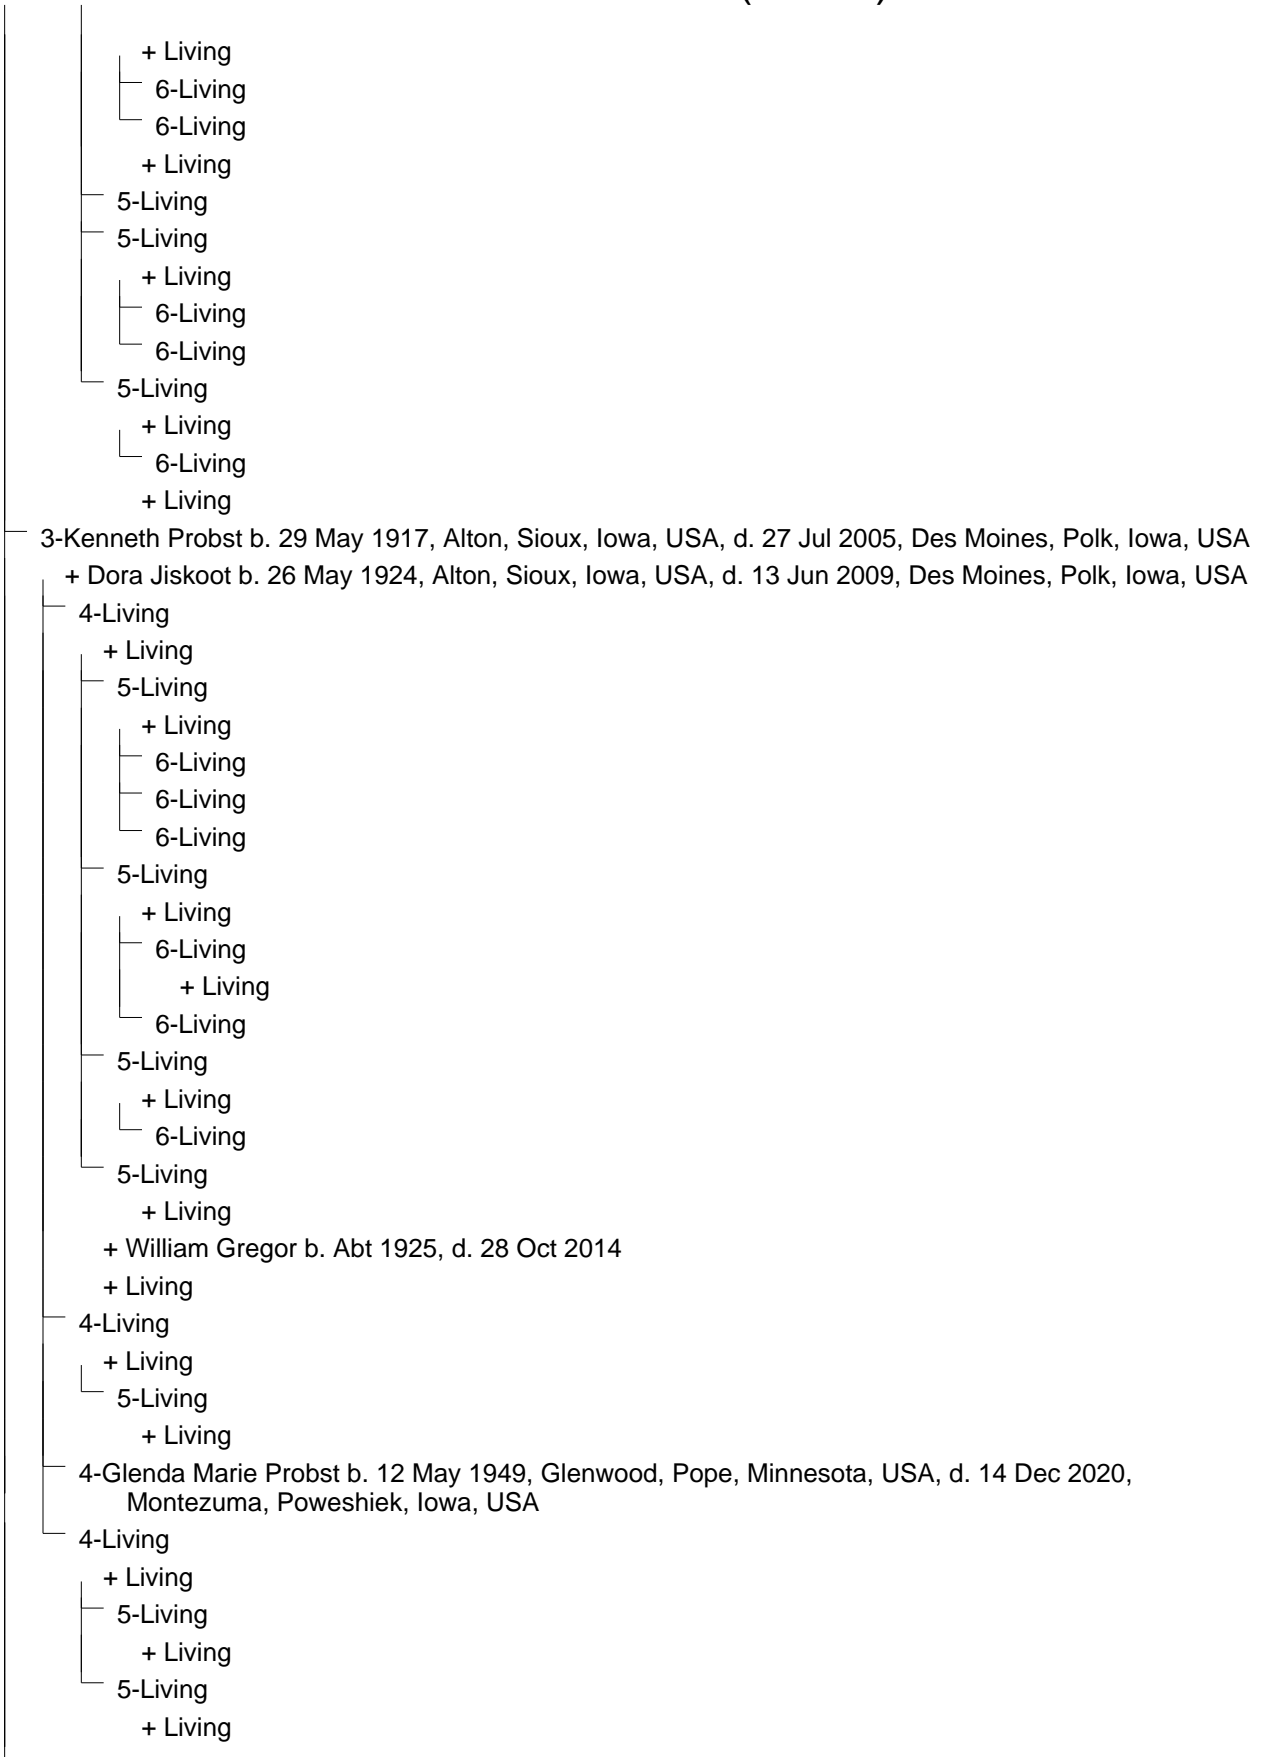 + Living
6-Living
6-Living
+ Living
5-Living
5-Living
+ Living
6-Living
6-Living
5-Living
+ Living
6-Living
+ Living
3-Kenneth Probst b. 29 May 1917, Alton, Sioux, Iowa, USA, d. 27 Jul 2005, Des Moines, Polk, Iowa, USA
+ Dora Jiskoot b. 26 May 1924, Alton, Sioux, Iowa, USA, d. 13 Jun 2009, Des Moines, Polk, Iowa, USA
4-Living
+ Living
5-Living
+ Living
6-Living
6-Living
6-Living
5-Living
+ Living
6-Living
+ Living
6-Living
5-Living
+ Living
6-Living
5-Living
+ Living
+ William Gregor b. Abt 1925, d. 28 Oct 2014
+ Living
4-Living
+ Living
5-Living
+ Living
4-Glenda Marie Probst b. 12 May 1949, Glenwood, Pope, Minnesota, USA, d. 14 Dec 2020,
Montezuma, Poweshiek, Iowa, USA
4-Living
+ Living
5-Living
+ Living
5-Living
+ Living